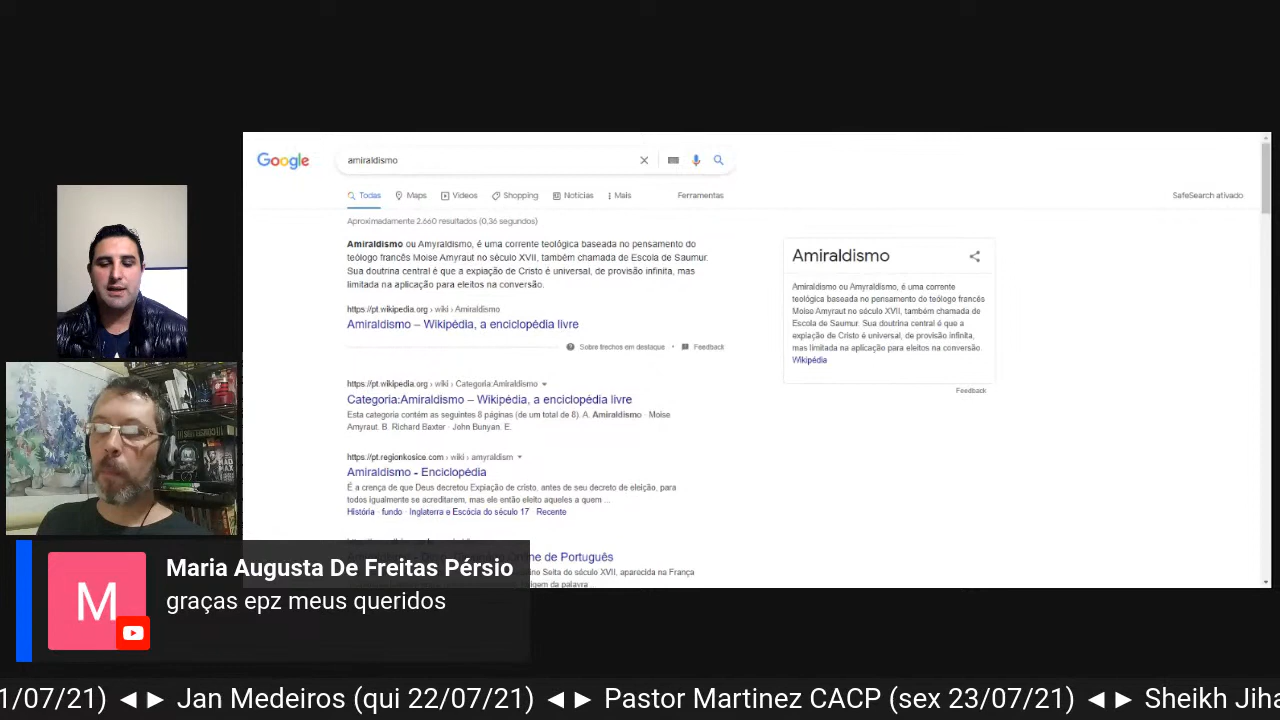 Google
amiraldismo
Todas
Maps
Vídeos
Shopping
Notícias
Mais
Ferramentas
SafeSearch ativado
Aproximadamente 2.660 resultados (0,36 segundos)
Amiraldismo ou Amyraldismo, é uma corrente teológica baseada no pensamento do
teólogo francês Moise Amyraut no século XVII, também chamada de Escola de Saumur.
Sua doutrina central é que a expiação de Cristo é universal, de provisão infinita, mas
limitada na aplicação para eleitos na conversão.
https://pt.wikipedia.org › wiki › Amiraldismo
Amiraldismo – Wikipédia, a enciclopédia livre
Sobre trechos em destaque • Feedback
https://pt.wikipedia.org › wiki › Categoria:Amiraldismo
Categoria:Amiraldismo – Wikipédia, a enciclopédia livre
Esta categoria contém as seguintes 8 páginas (de um total de 8). A. Amiraldismo · Moise
Amyraut. B. Richard Baxter · John Bunyan. E.
https://pt.regionkosice.com › wiki › amyraldism
Amiraldismo - Enciclopédia
É a crença de que Deus decretou Expiação de cristo, antes de seu decreto de eleição, para
todos igualmente se acreditarem, mas ele então eleito aqueles a quem ...
História · fundo · Inglaterra e Escócia do século 17 · Recente
de Português
Seita do século XVII, aparecida na França
da palavra ...
Amiraldismo
Amiraldismo ou Amyraldismo, é uma corrente
teológica baseada no pensamento do teólogo francês
Moise Amyraut no século XVII, também chamada de
Escola de Saumur. Sua doutrina central é que a
expiação de Cristo é universal, de provisão infinita,
mas limitada na aplicação para eleitos na conversão.
Wikipédia
Feedback
M
Maria Augusta De Freitas Pérsio
graças epz meus queridos
1/07/21) ◄► Jan Medeiros (qui 22/07/21) ◄► Pastor Martinez CACP (sex 23/07/21) ◄► Sheikh Jiha